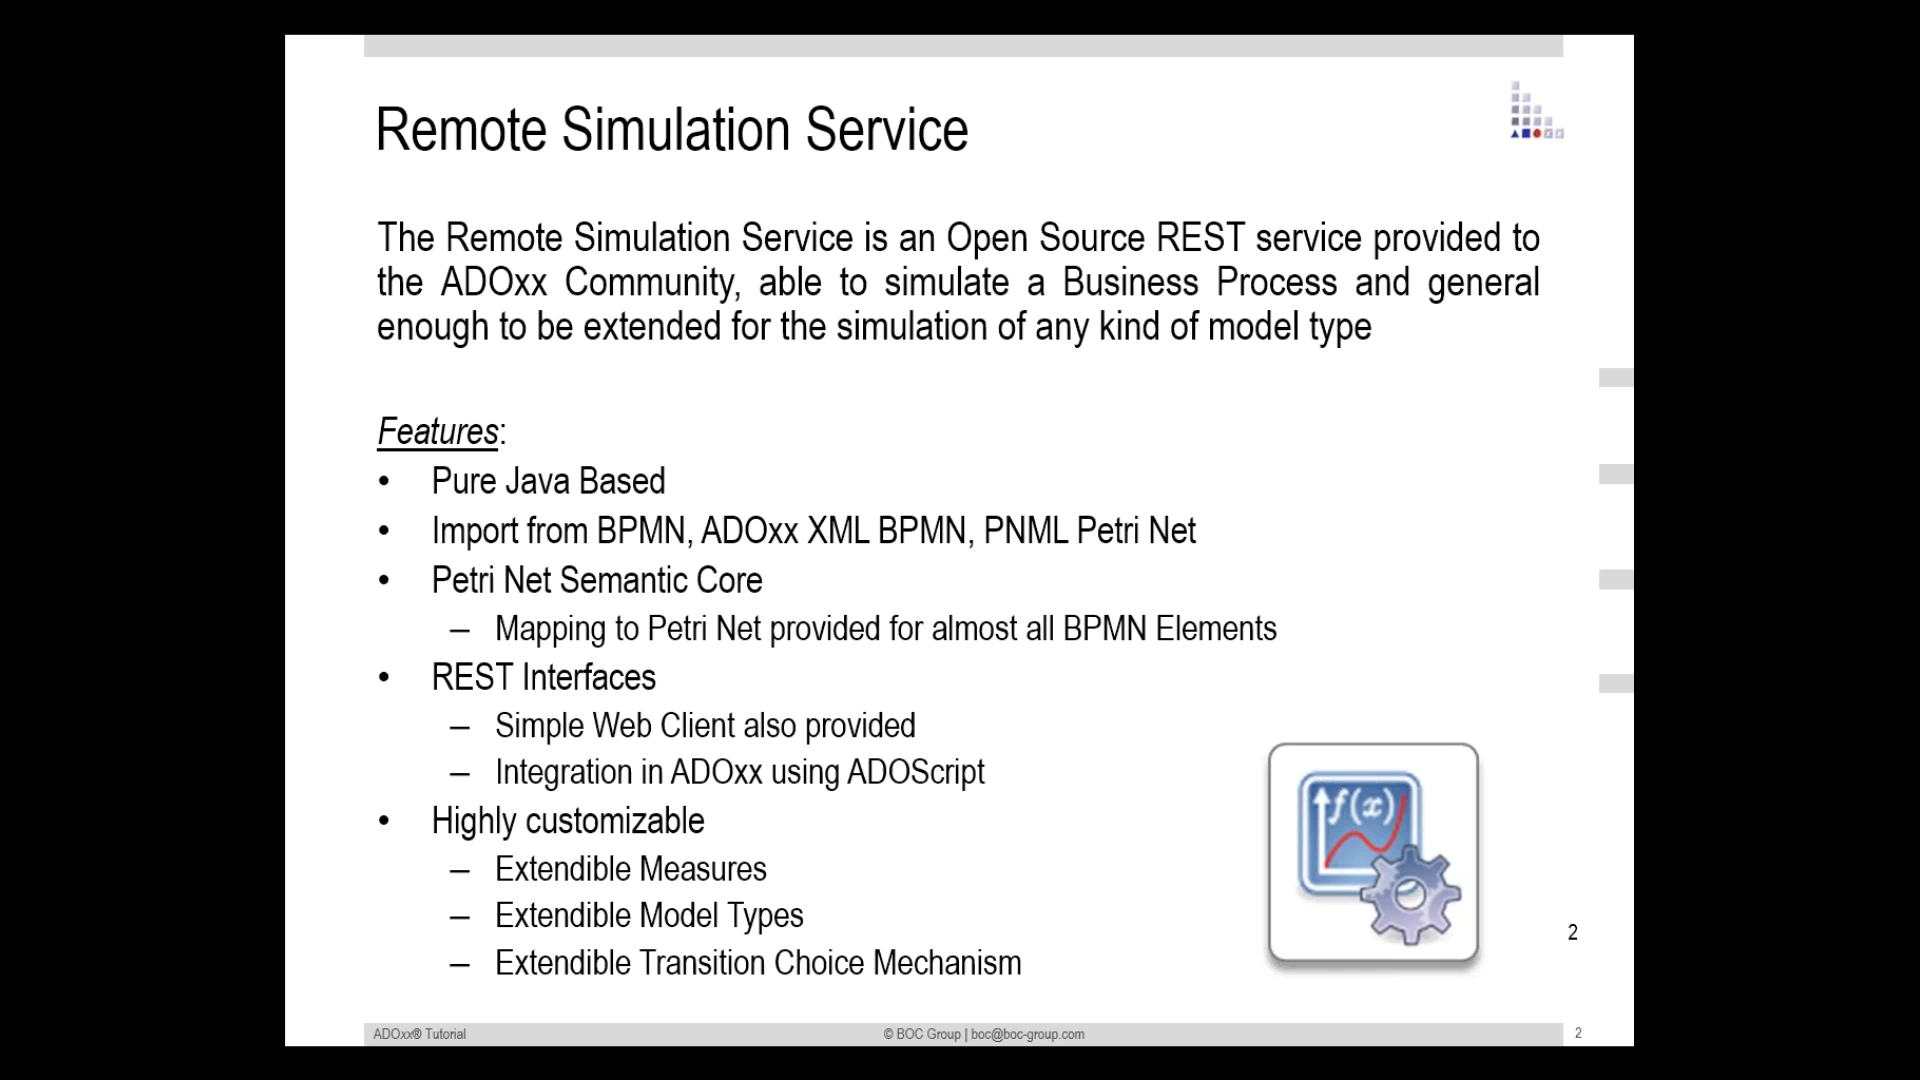 Remote Simulation Service
The Remote Simulation Service is an Open Source REST service provided to
the ADOxx Community, able to simulate a Business Process and general
enough to be extended for the simulation of any kind of model type
Features:
• Pure Java Based
• Import from BPMN, ADOxx XML BPMN, PNML Petri Net
• Petri Net Semantic Core
– Mapping to Petri Net provided for almost all BPMN Elements
• REST Interfaces
– Simple Web Client also provided
– Integration in ADOxx using ADOScript
• Highly customizable
– Extendible Measures
– Extendible Model Types
– Extendible Transition Choice Mechanism
f(x)
2
ADOxx® Tutorial
© BOC Group | boc@boc-group.com
2